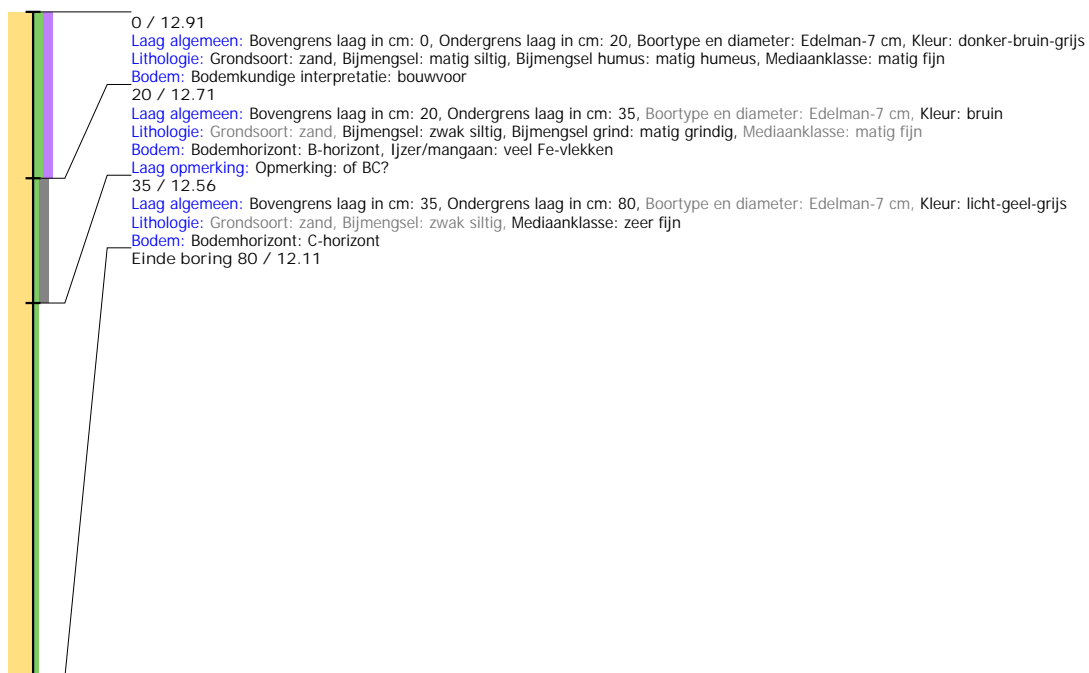 0 / 12.91
Laag algemeen: Bovengrens laag in cm: 0, Ondergrens laag in cm: 20, Boortype en diameter: Edelman-7 cm, Kleur: donker-bruin-grijs
Lithologie: Grondsoort: zand, Bijmengsel: matig siltig, Bijmengsel humus: matig humeus, Mediaanklasse: matig fijn
Bodem: Bodemkundige interpretatie: bouwvoor
20 / 12.71
Laag algemeen: Bovengrens laag in cm: 20, Ondergrens laag in cm: 35, Boortype en diameter: Edelman-7 cm, Kleur: bruin
Lithologie: Grondsoort: zand, Bijmengsel: zwak siltig, Bijmengsel grind: matig grindig, Mediaanklasse: matig fijn
Bodem: Bodemhorizont: B-horizont, Ijzer/mangaan: veel Fe-vlekken
Laag opmerking: Opmerking: of BC?
35 / 12.56
Laag algemeen: Bovengrens laag in cm: 35, Ondergrens laag in cm: 80, Boortype en diameter: Edelman-7 cm, Kleur: licht-geel-grijs
Lithologie: Grondsoort: zand, Bijmengsel: zwak siltig, Mediaanklasse: zeer fijn
Bodem: Bodemhorizont: C-horizont
Einde boring 80 / 12.11